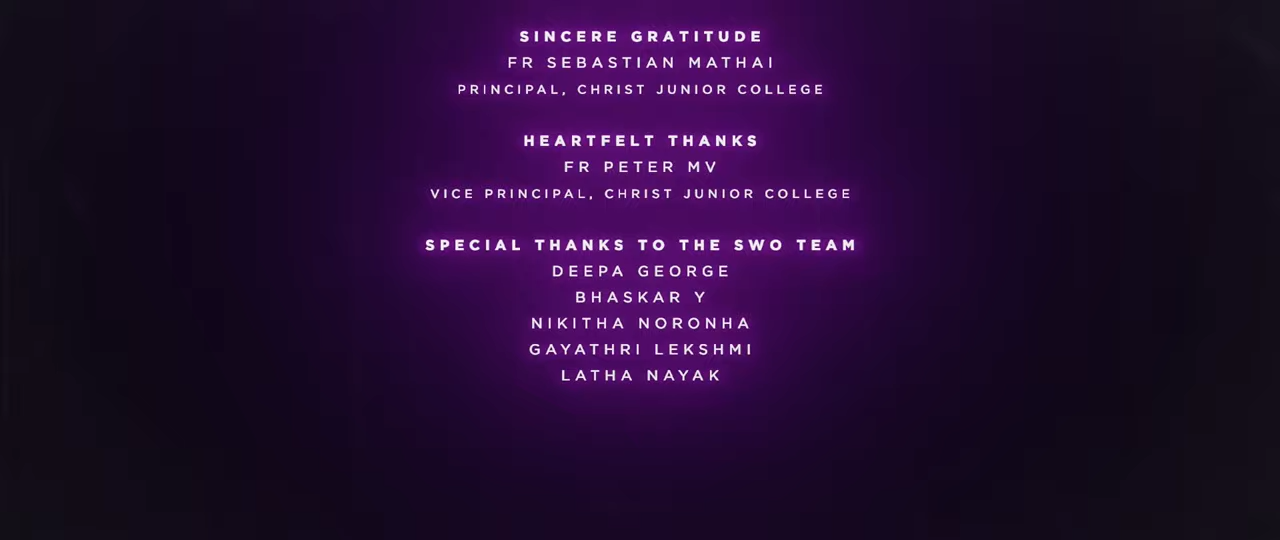 SINCERE GRATITUDE
FR SEBASTIAN MATHAI
PRINCIPAL, CHRIST JUNIOR COLLEGE
HEARTFELT THANKS
FR PETER MV
VICE PRINCIPAL, CHRIST JUNIOR COLLEGE
SPECIAL THANKS TO THE SWO TEAM
DEEPA GEORGE
BHASKAR Y
NIKITHA NORONHA
GAYATHRI LEKSHMI
LATHA NAYAK